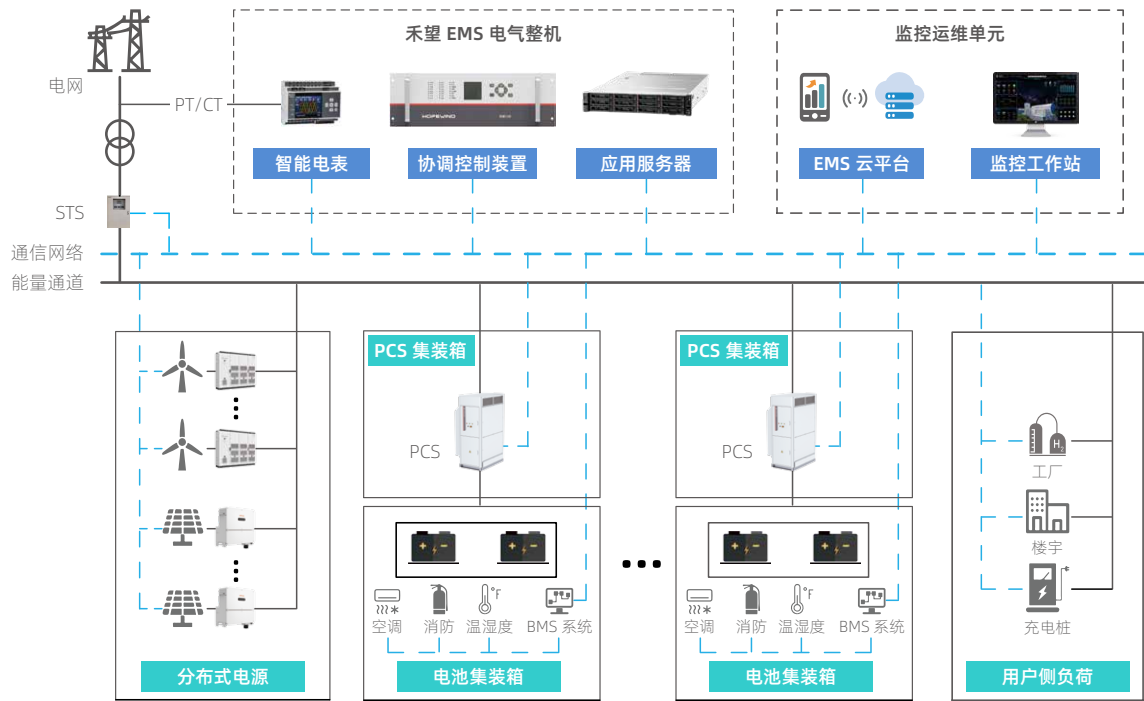 禾望 EMS 电气整机
监控运维单元
电网
PT/CT
HOPEWIND
智能电表
协调控制装置
应用服务器
EMS 云平台
监控工作站
STS
通信网络
能量通道
PCS 集装箱
PCS 集装箱
PCS
PCS
H₂
工厂
楼宇
充电桩
°F
°F
空调
消防
温湿度
BMS 系统
空调
消防
温湿度
BMS 系统
分布式电源
电池集装箱
电池集装箱
用户侧负荷